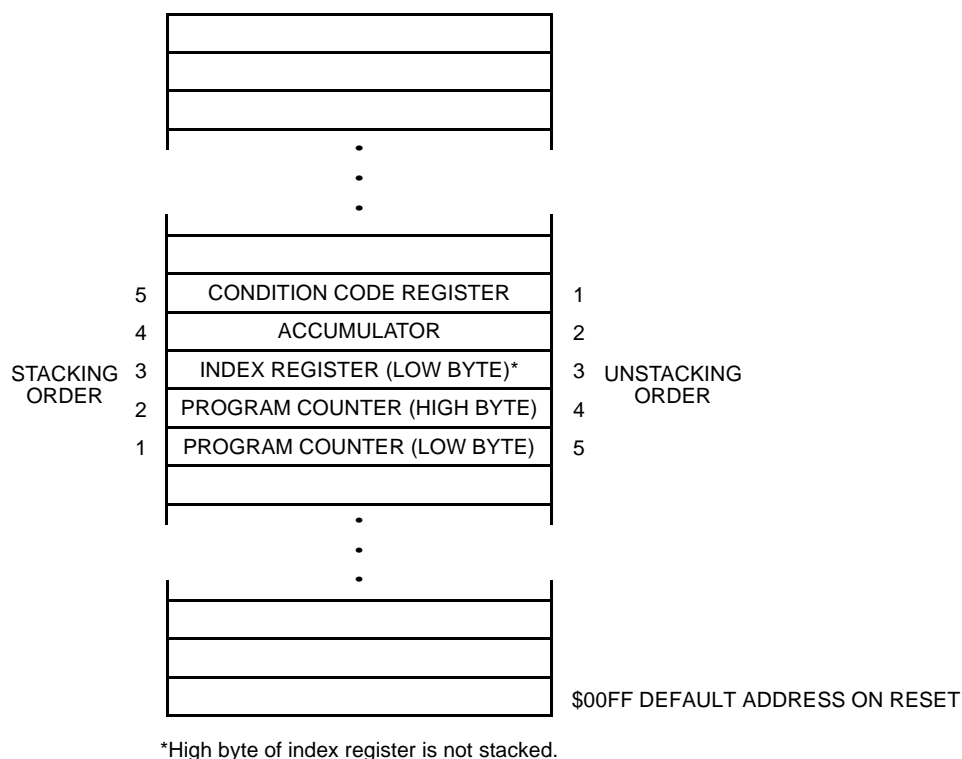 5 CONDITION CODE REGISTER 1
4 ACCUMULATOR 2
STACKING ORDER
3 INDEX REGISTER (LOW BYTE)* 3
UNSTACKING ORDER
2 PROGRAM COUNTER (HIGH BYTE) 4
1 PROGRAM COUNTER (LOW BYTE) 5
$00FF DEFAULT ADDRESS ON RESET
*High byte of index register is not stacked.